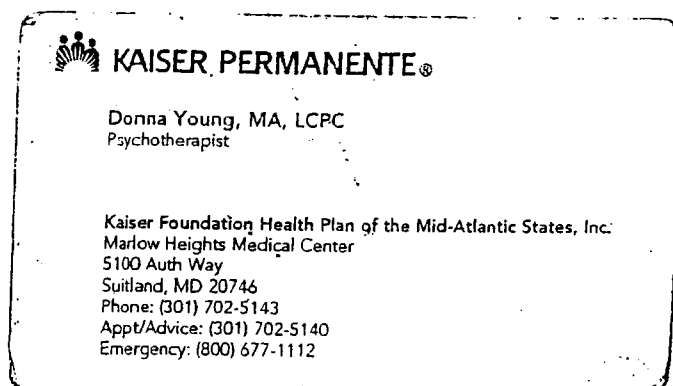 KAISER PERMANENTE®
Donna Young, MA, LCPC
Psychotherapist
Kaiser Foundation Health Plan of the Mid-Atlantic States, Inc.
Marlow Heights Medical Center
5100 Auth Way
Suitland, MD 20746
Phone: (301) 702-5143
Appt/Advice: (301) 702-5140
Emergency: (800) 677-1112